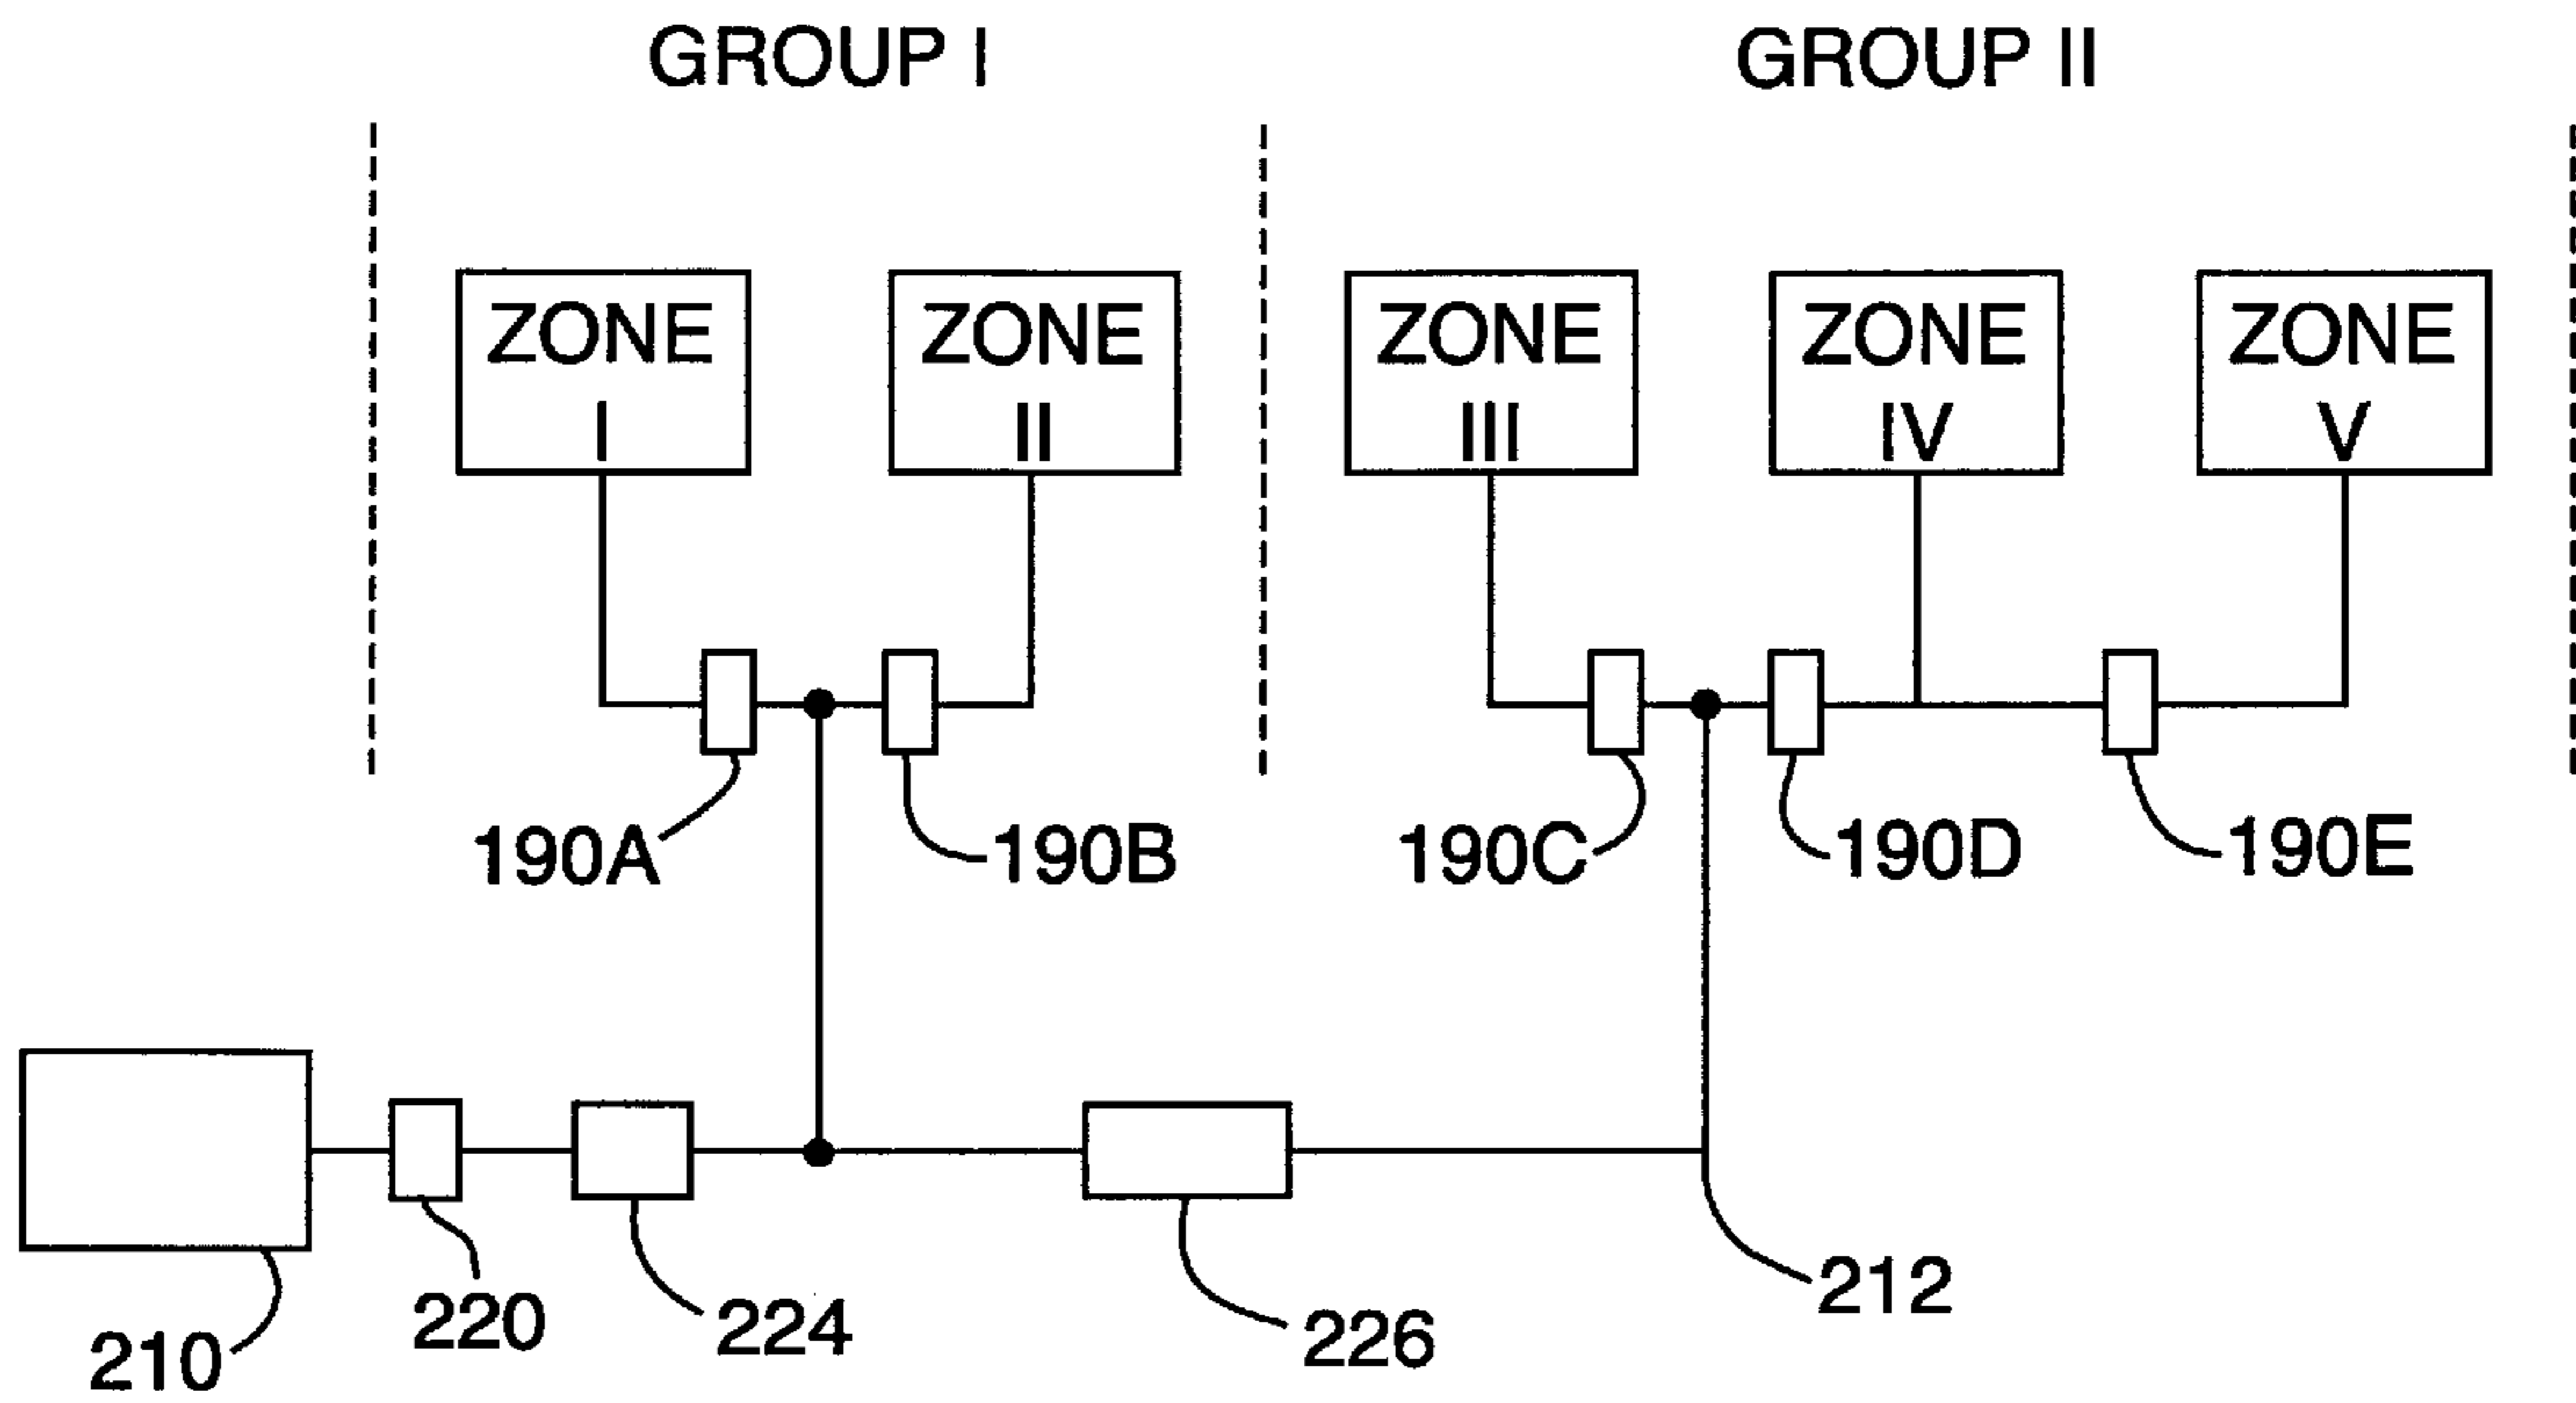 GROUP I
GROUP II
ZONE
I
ZONE
II
ZONE
III
ZONE
IV
ZONE
V
190A
190B
190C
190D
190E
210
220
224
226
212